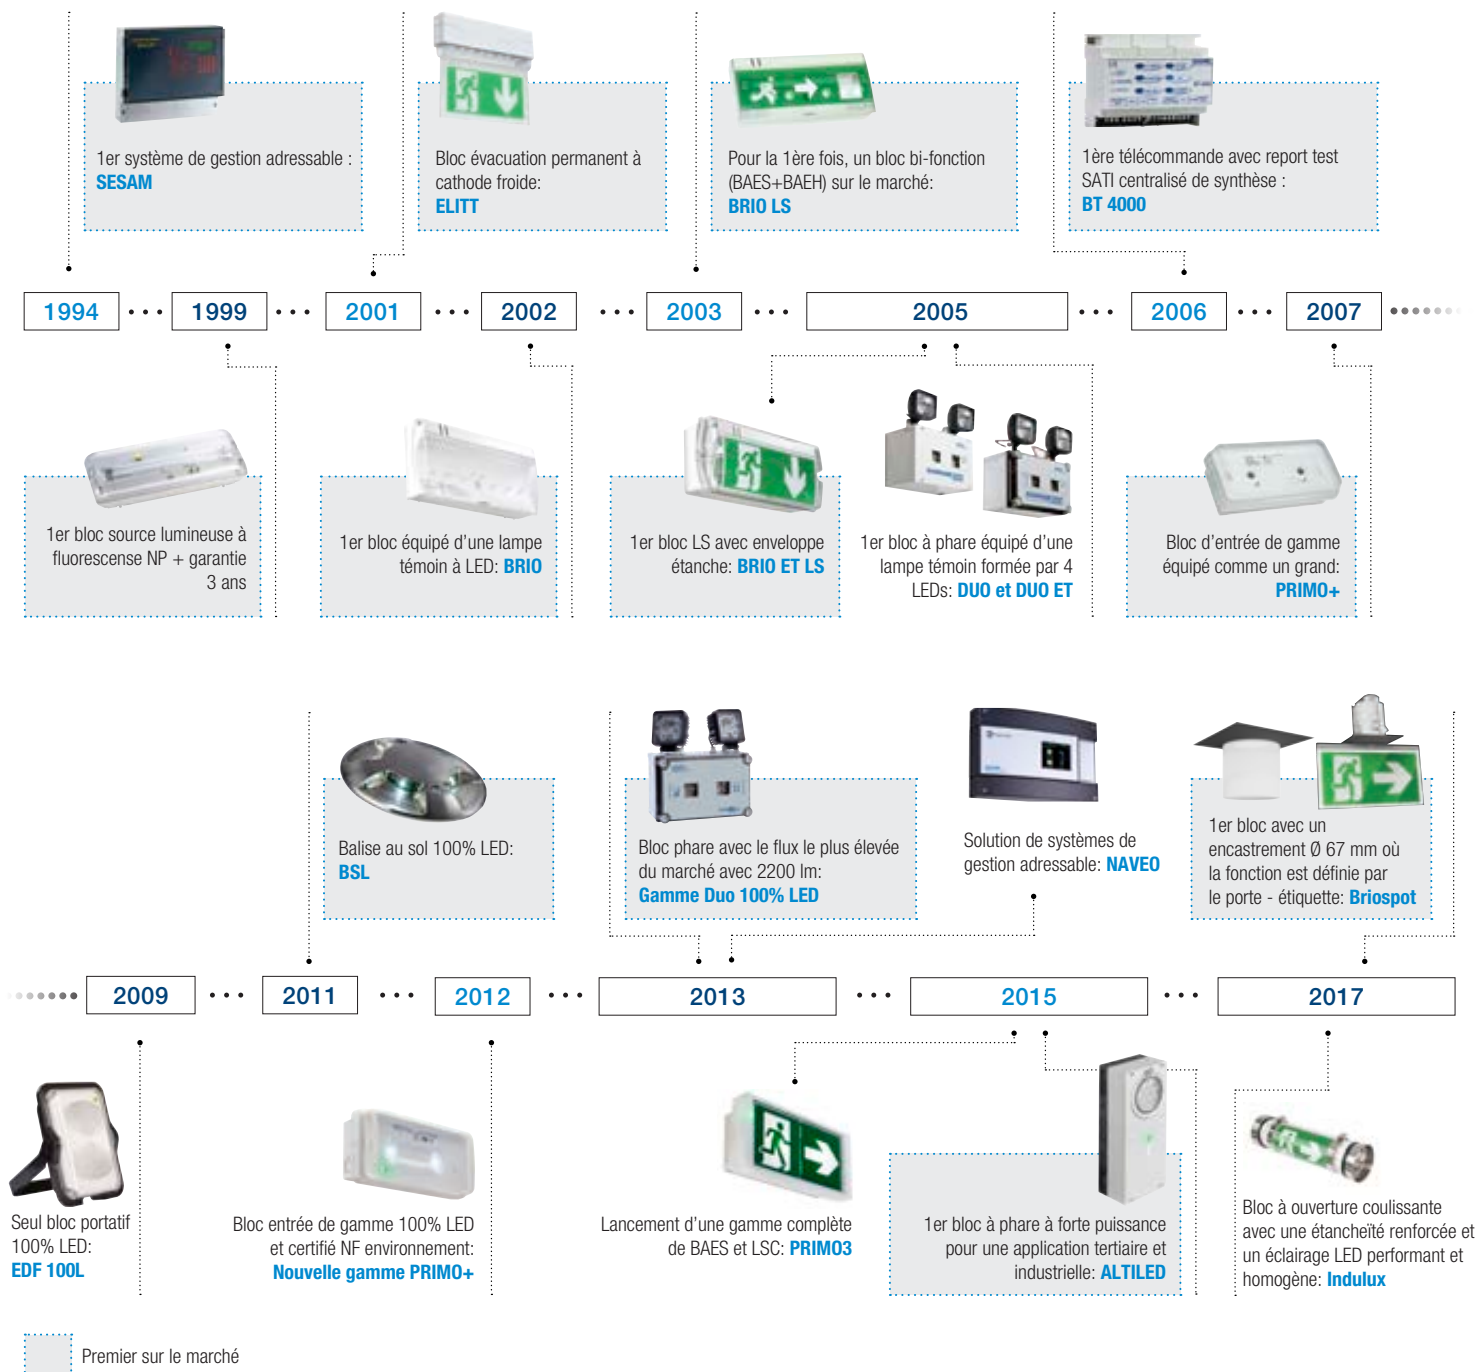 1er système de gestion adressable :
SESAM
Bloc évacuation permanent à
cathode froide:
ELITT
Pour la 1ère fois, un bloc bi-fonction
(BAES+BAEH) sur le marché:
BRIO LS
1ère télécommande avec report test
SATI centralisé de synthèse :
BT 4000
1994
1999
2001
2002
2003
2005
2006
2007
1er bloc source lumineuse à
fluorescense NP + garantie
3 ans
1er bloc équipé d'une lampe
témoin à LED: BRIO
1er bloc LS avec enveloppe
étanche: BRIO ET LS
1er bloc à phare équipé d'une
lampe témoin formée par 4
LEDs: DUO et DUO ET
Bloc d'entrée de gamme
équipé comme un grand:
PRIMO+
Balise au sol 100% LED:
BSL
Bloc phare avec le flux le plus élevée
du marché avec 2200 lm:
Gamme Duo 100% LED
Solution de systèmes de
gestion adressable: NAVEO
1er bloc avec un
encastrement Ø 67 mm où
la fonction est définie par
le porte - étiquette: Briospot
2009
2011
2012
2013
2015
2017
Seul bloc portatif
100% LED:
EDF 100L
Bloc entrée de gamme 100% LED
et certifié NF environnement:
Nouvelle gamme PRIMO+
Lancement d'une gamme complète
de BAES et LSC: PRIMO3
1er bloc à phare à forte puissance
pour une application tertiaire et
industrielle: ALTILED
Bloc à ouverture coulissante
avec une étancheïté renforcée et
un éclairage LED performant et
homogène: Indulux
Premier sur le marché